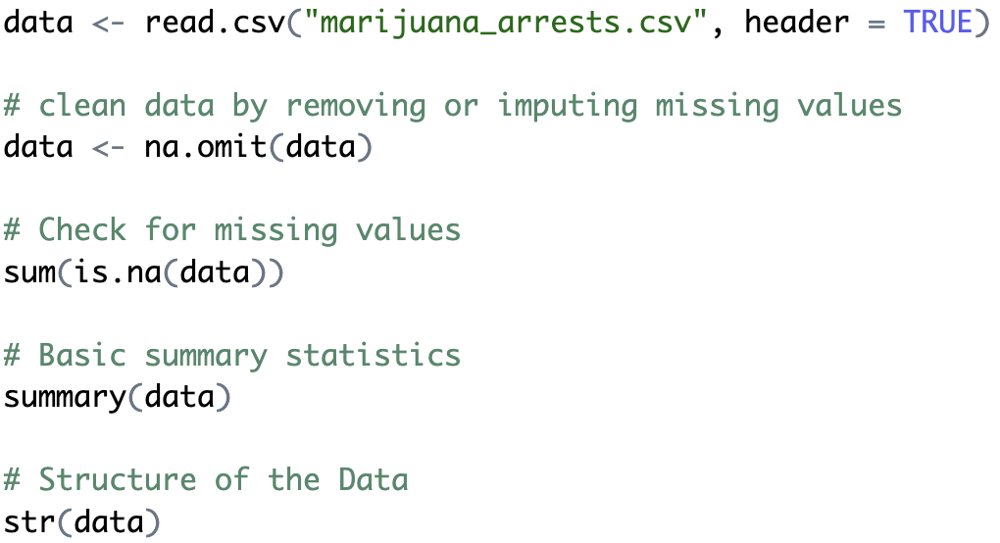 data <- read.csv("marijuana_arrests.csv", header = TRUE)
# clean data by removing or imputing missing values
data <- na.omit(data)
# Check for missing values
sum(is.na(data))
# Basic summary statistics
summary(data)
# Structure of the Data
str(data)